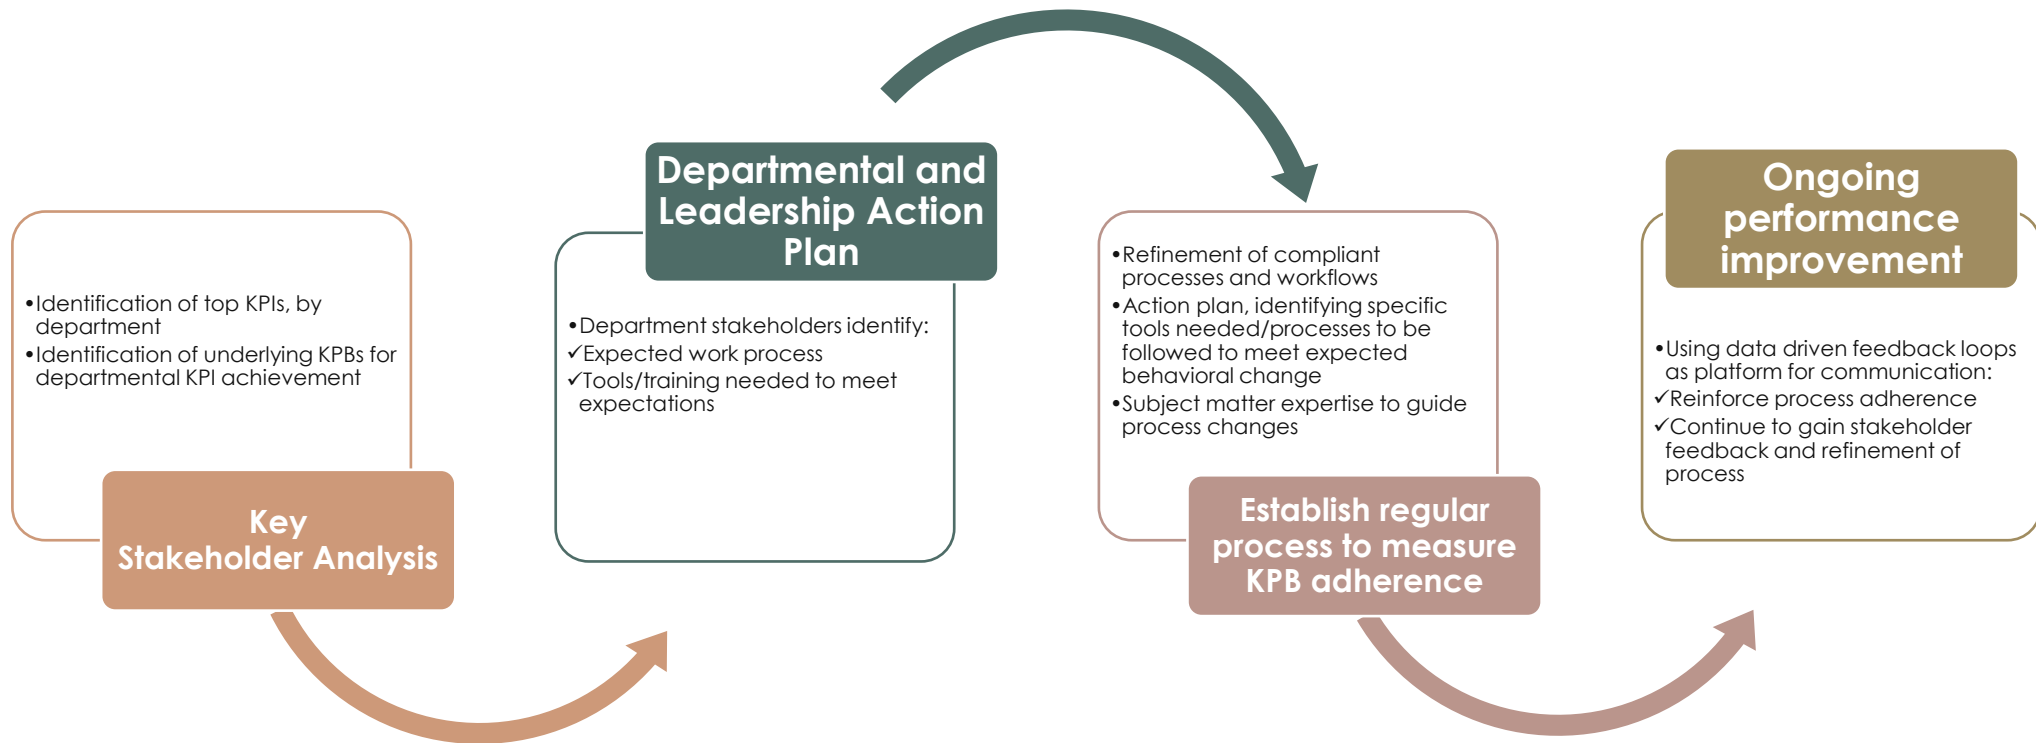 •Identification of top KPIs, by
department
•Identification of underlying KPBs for
departmental KPI achievement
Key
Stakeholder Analysis
Departmental and
Leadership Action
Plan
•Department stakeholders identify:
✓Expected work process
✓Tools/training needed to meet
expectations
•Refinement of compliant
processes and workflows
•Action plan, identifying specific
tools needed/processes to be
followed to meet expected
behavioral change
•Subject matter expertise to guide
process changes
Establish regular
process to measure
KPB adherence
Ongoing
performance
improvement
•Using data driven feedback loops
as platform for communication:
✓Reinforce process adherence
✓Continue to gain stakeholder
feedback and refinement of
process